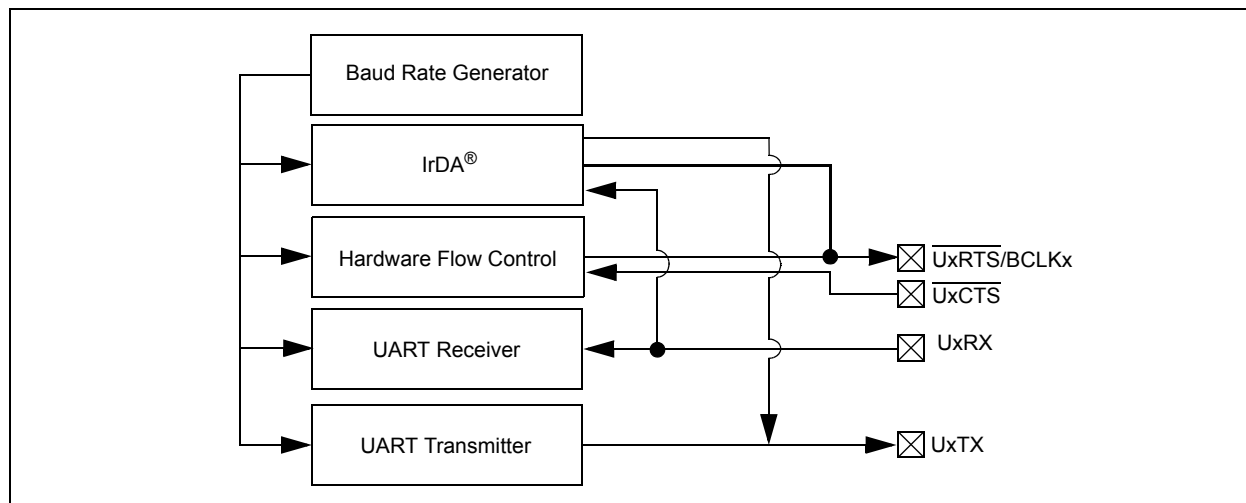 Baud Rate Generator
IrDA®
Hardware Flow Control
UxRTS/BCLKx
UxCTS
UART Receiver
UxRX
UART Transmitter
UxTX